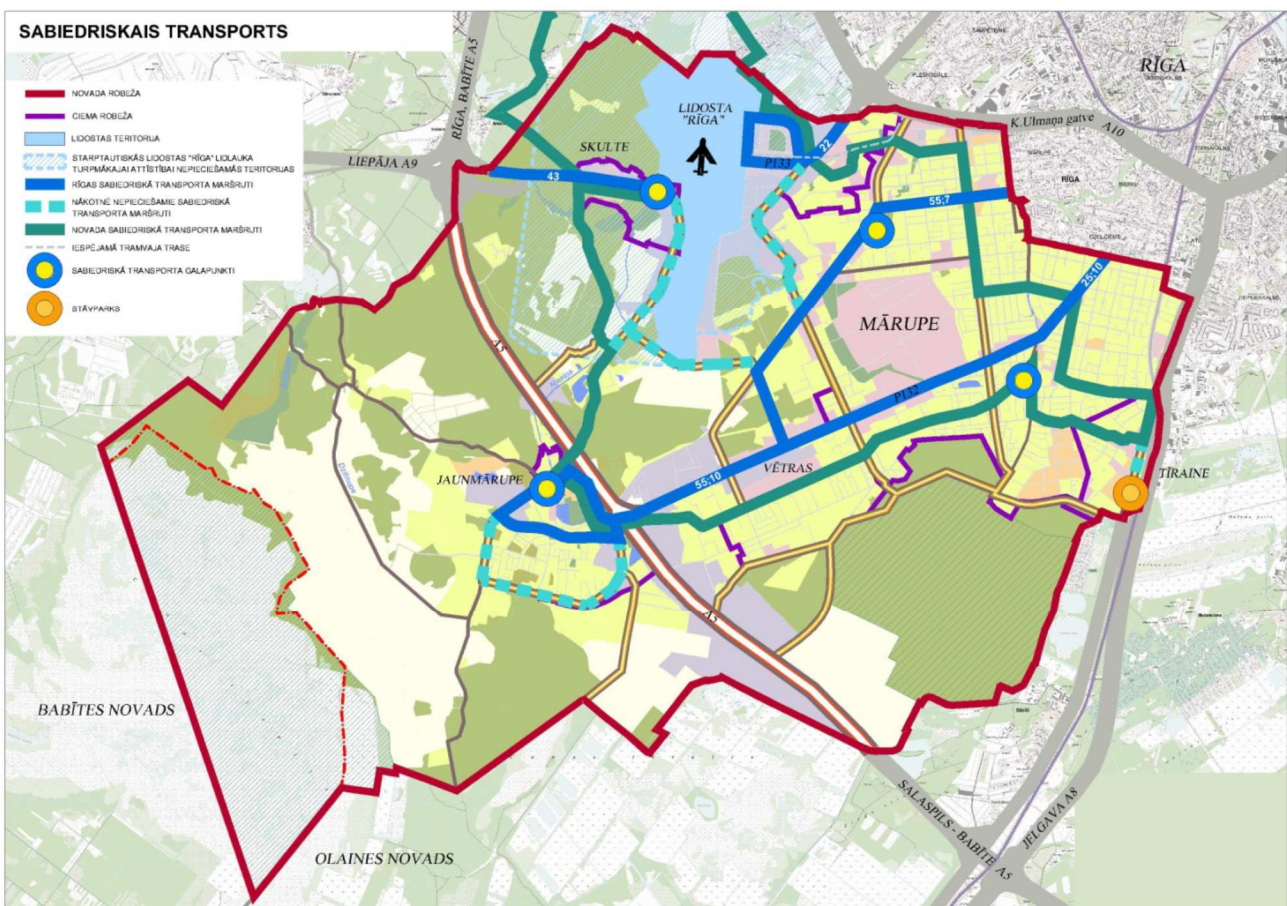 SABIEDRISKAIS TRANSPORTS
NOVADA ROBEŽA
CIEMA ROBEŽA
LIDOSTAS TERITORIJA
STARPTAUTISKĀS LIDOSTAS "RĪGA" LIDLAUKA
TURPMĀKAJAI ATTĪSTĪBAI NEPIECIEŠAMĀS TERITORIJAS
RĪGAS SABIEDRISKĀ TRANSPORTA MARŠRUTI
NĀKOTNĒ NEPIECIEŠAMIE SABIEDRISKĀ
TRANSPORTA MARŠRUTI
NOVADA SABIEDRISKĀ TRANSPORTA MARŠRUTI
IESPĒJAMĀ TRAMVAJA TRASE
SABIEDRISKĀ TRANSPORTA GALAPUNKTI
STĀVPARKS
RĪGA, BABĪTE A5
LIEPĀJA A9
RĪGA
K.Ulmaņa gatve
A10
LIDOSTA
"RĪGA"
SKULTE
P133
22
43
MĀRUPE
RĪGA
55;7
25;10
MĀRUPE
A5
P132
JAUNMĀRUPE
VĒTRAS
55;10
TĪRAINE
A5
BABĪTES NOVADS
OLAINES NOVADS
SALASPILS - BABĪTE A5
JELGAVA A8